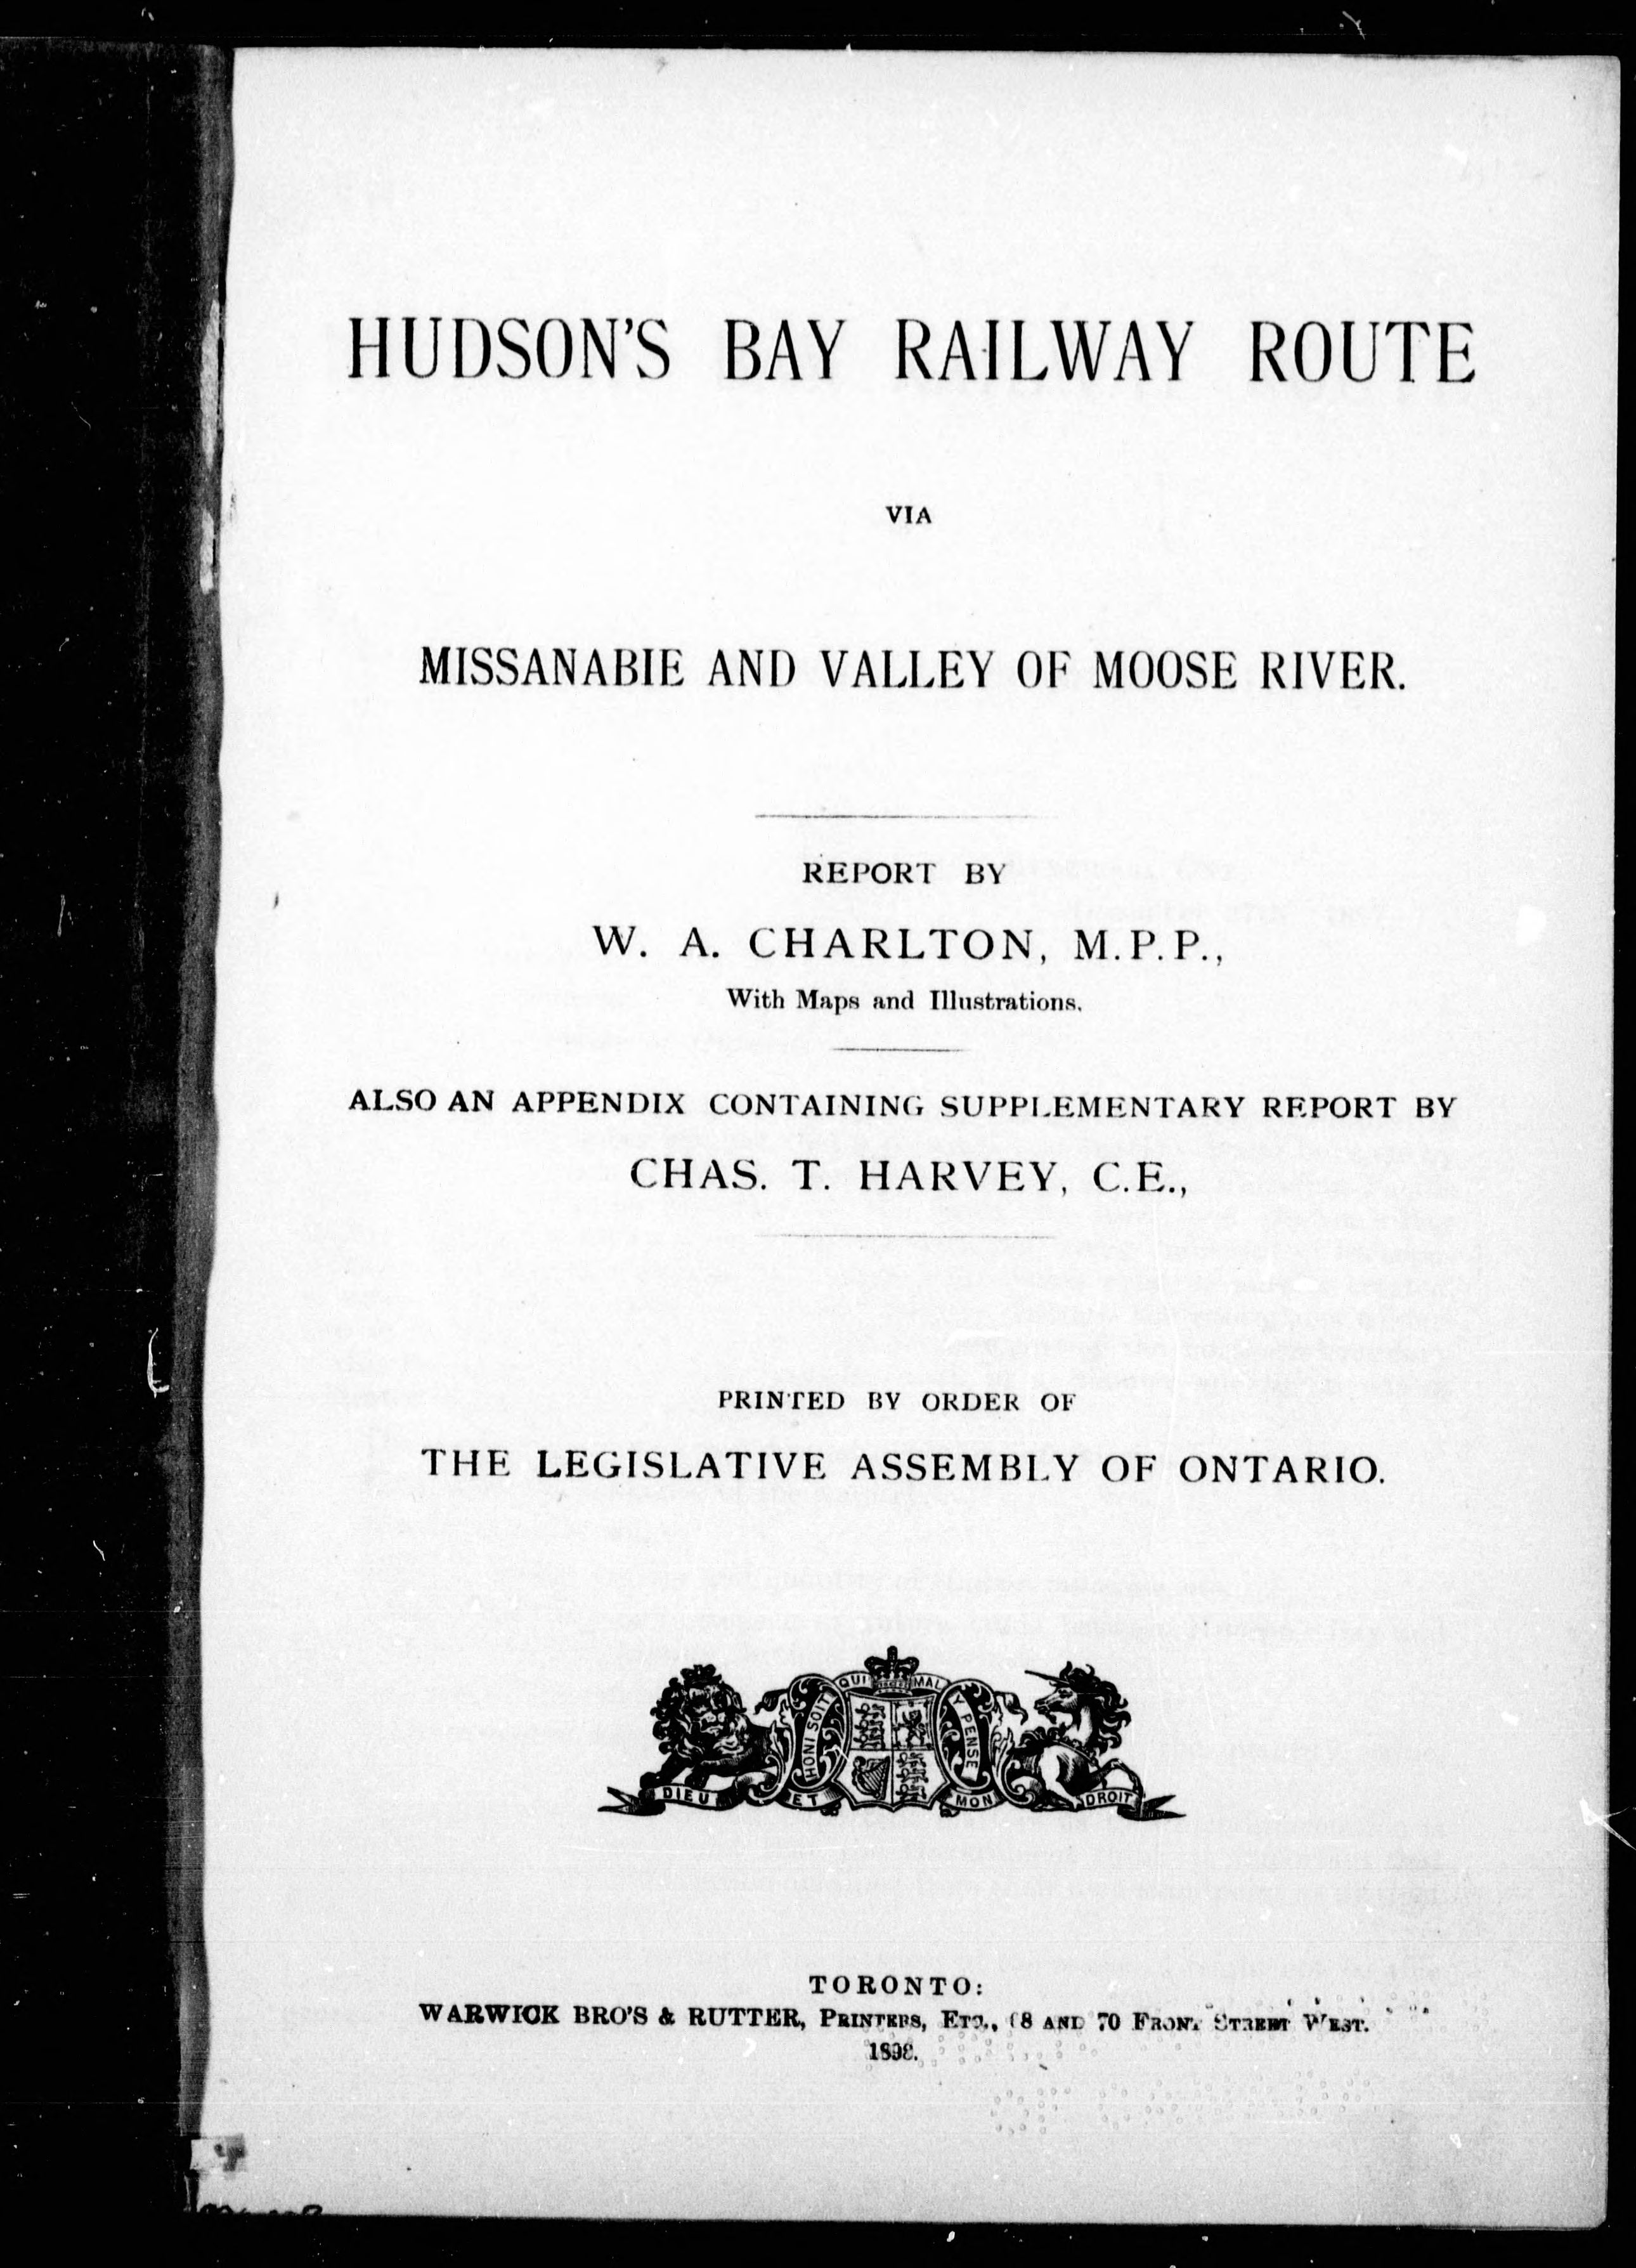 HUDSON'S BAY RAILWAY ROUTE
VIA
MISSANABIE AND VALLEY OF MOOSE RIVER.
REPORT BY
W. A. CHARLTON, M.P.P.,
With Maps and Illustrations.
ALSO AN APPENDIX CONTAINING SUPPLEMENTARY REPORT BY
CHAS. T. HARVEY, C.E.,
PRINTED BY ORDER OF
THE LEGISLATIVE ASSEMBLY OF ONTARIO.
HONI SOIT QUI MAL Y PENSE
DIEU ET MON DROIT
TORONTO:
WARWICK BRO'S & RUTTER, PRINTERS, ETC., 68 AND 70 FRONT STREET WEST.
1898.